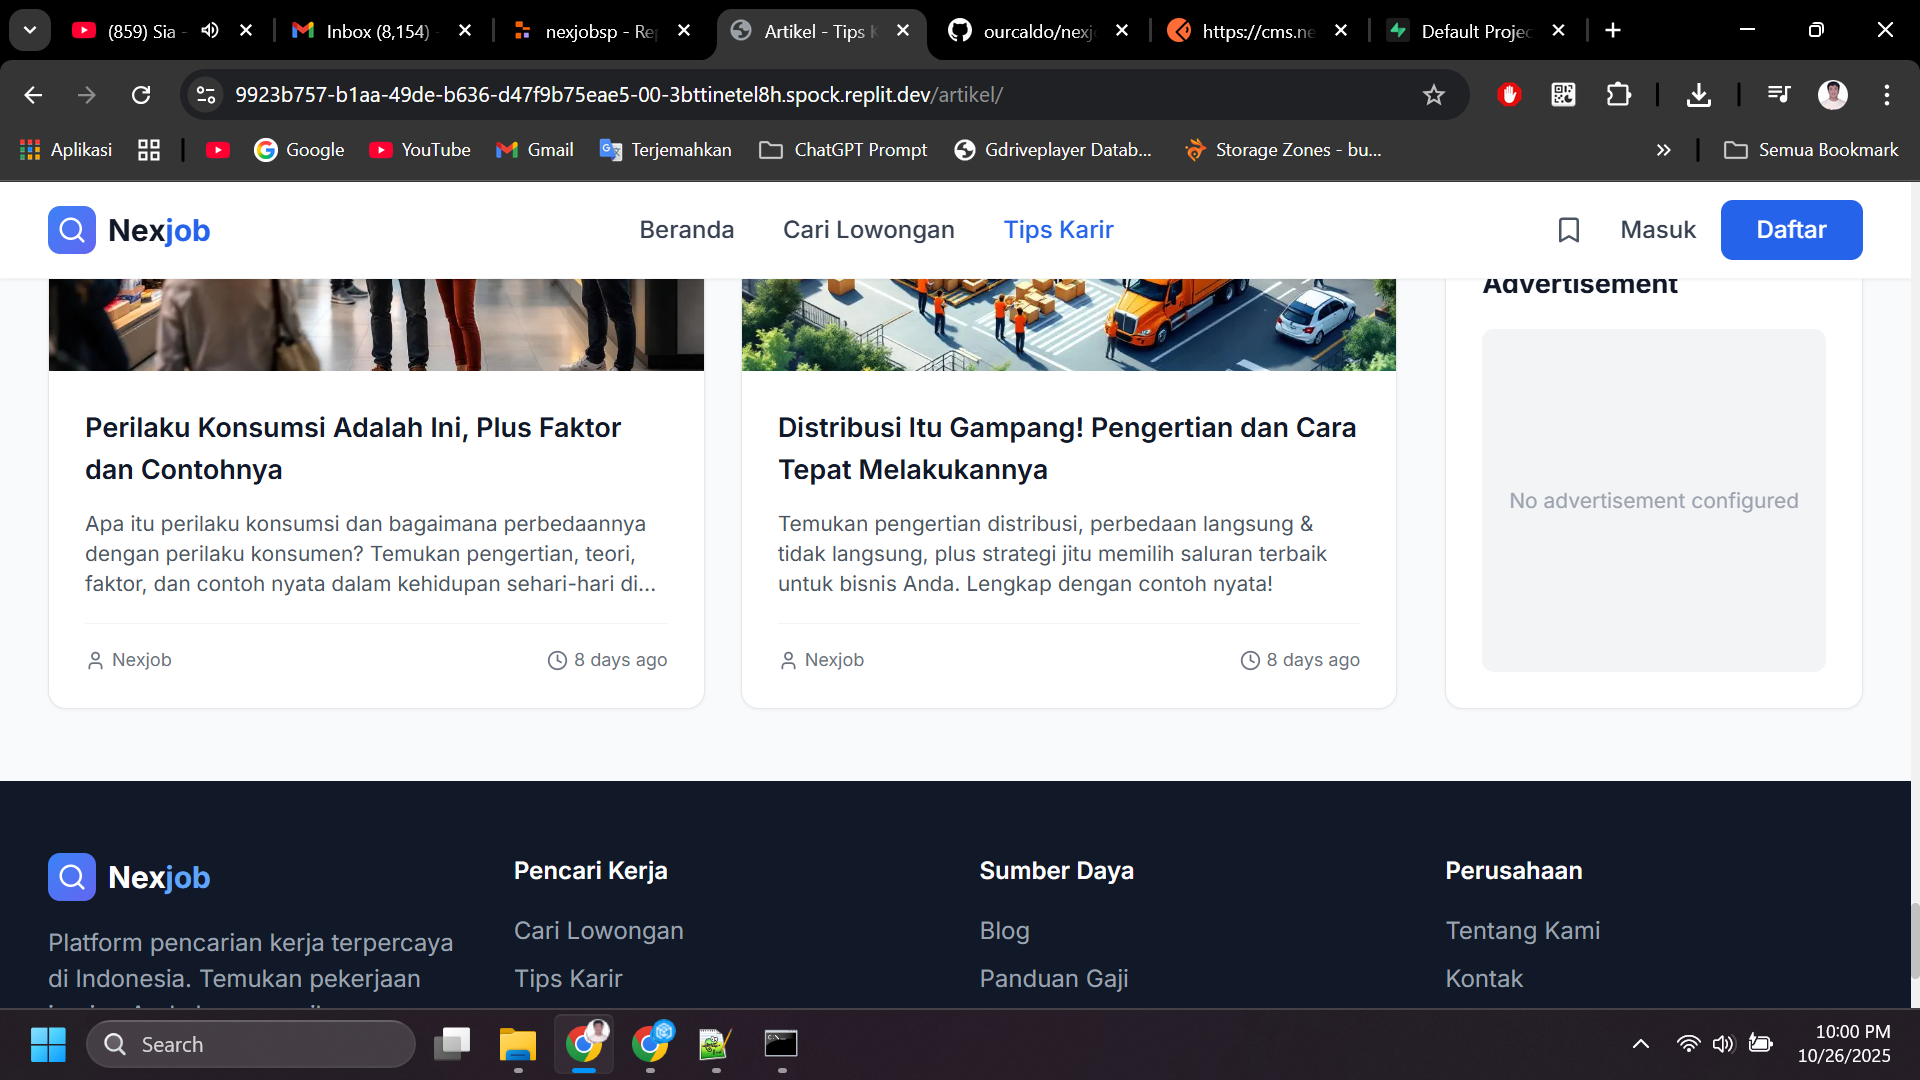 (859) Sia
Inbox (8,154)
nexjobsp - Rep
Artikel - Tips K
ourcaldo/nexj
https://cms.ne
Default Projec
9923b757-b1aa-49de-b636-d47f9b75eae5-00-3bttinetel8h.spock.replit.dev/artikel/
Aplikasi
Google
YouTube
Gmail
Terjemahkan
ChatGPT Prompt
Gdriveplayer Datab...
Storage Zones - bu...
Semua Bookmark
Nexjob
Beranda
Cari Lowongan
Tips Karir
Masuk
Daftar
Advertisement
No advertisement configured
Perilaku Konsumsi Adalah Ini, Plus Faktor
dan Contohnya
Apa itu perilaku konsumsi dan bagaimana perbedaannya
dengan perilaku konsumen? Temukan pengertian, teori,
faktor, dan contoh nyata dalam kehidupan sehari-hari di...
Nexjob
8 days ago
Distribusi Itu Gampang! Pengertian dan Cara
Tepat Melakukannya
Temukan pengertian distribusi, perbedaan langsung &
tidak langsung, plus strategi jitu memilih saluran terbaik
untuk bisnis Anda. Lengkap dengan contoh nyata!
Nexjob
8 days ago
Nexjob
Platform pencarian kerja terpercaya
di Indonesia. Temukan pekerjaan
Pencari Kerja
Cari Lowongan
Tips Karir
Sumber Daya
Blog
Panduan Gaji
Perusahaan
Tentang Kami
Kontak
Search
10:00 PM
10/26/2025